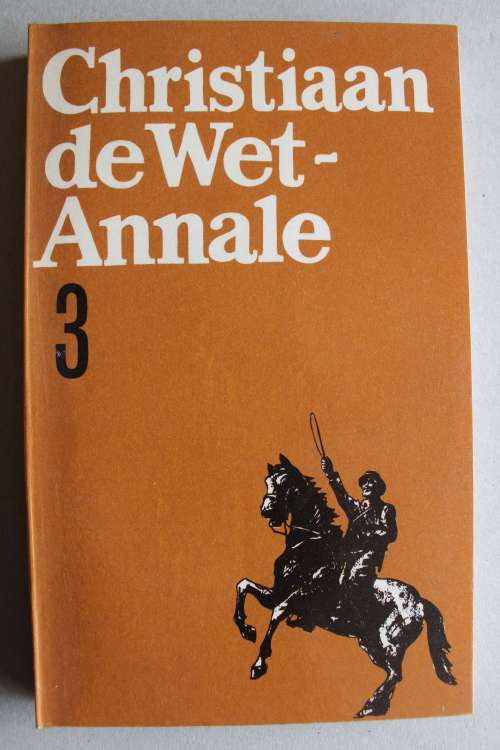 Christiaan
de Wet-
Annale
3